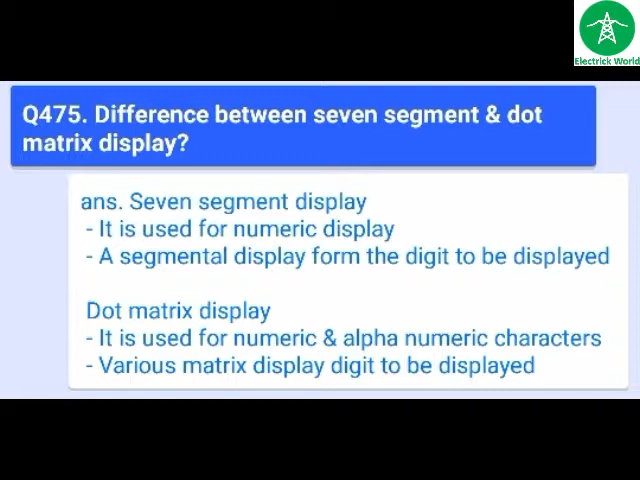 Electrick World
Q475. Difference between seven segment & dot
matrix display?
ans. Seven segment display
- It is used for numeric display
- A segmental display form the digit to be displayed
Dot matrix display
- It is used for numeric & alpha numeric characters
- Various matrix display digit to be displayed